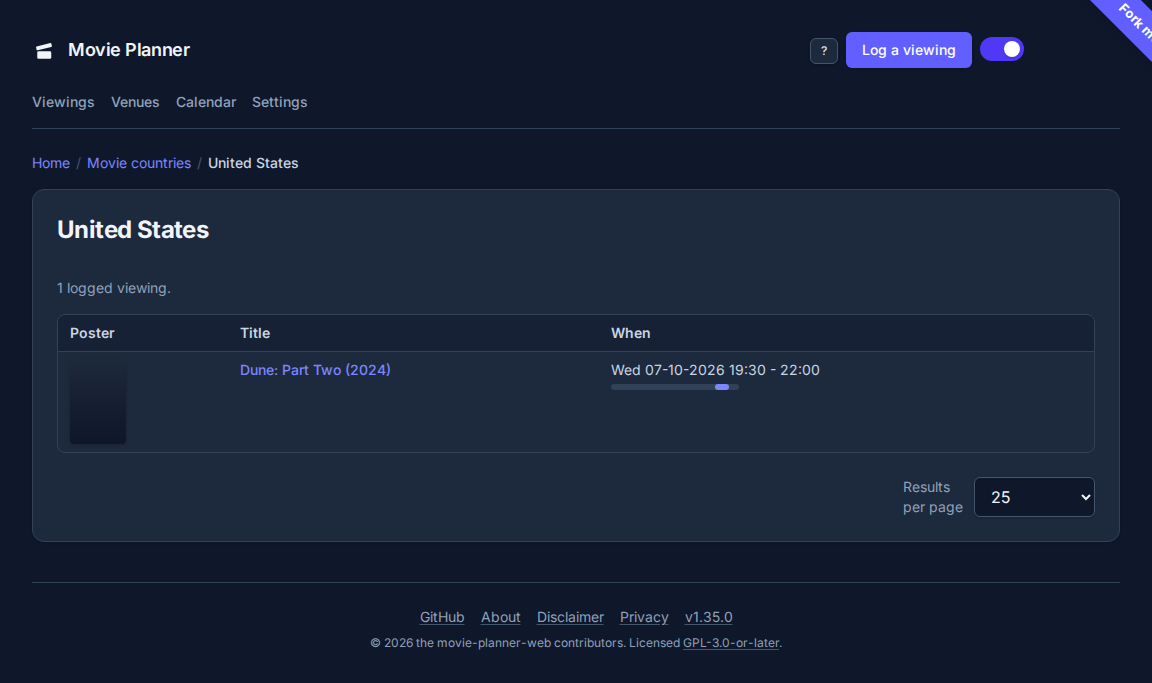 Fork m
Movie Planner
? Log a viewing
Viewings Venues Calendar Settings
Home / Movie countries / United States
United States
1 logged viewing.
Poster Title When
Dune: Part Two (2024) Wed 07-10-2026 19:30 - 22:00
Results
per page
25
GitHub About Disclaimer Privacy v1.35.0
© 2026 the movie-planner-web contributors. Licensed GPL-3.0-or-later.